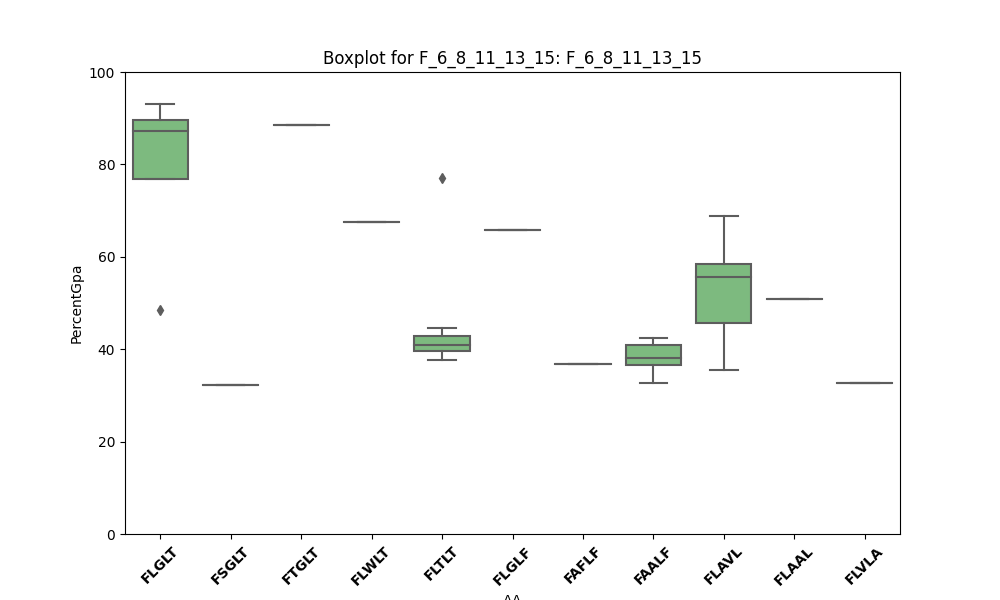 Boxplot for F_6_8_11_13_15: F_6_8_11_13_15
100
80
60
40
20
0
PercentGpa
FLGLT FSGLT FTGLT FLWLT FLTLT FLGLF FAFLF FAALF FLAVL FLAAL FLVLA
AA